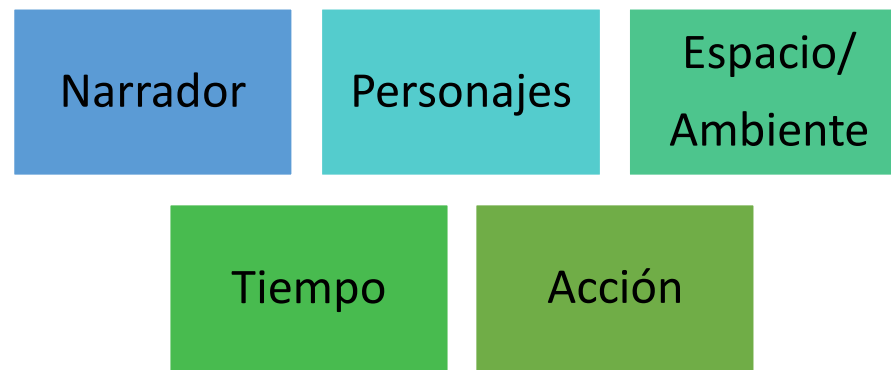 Narrador
Personajes
Espacio/
Ambiente
Tiempo
Acción